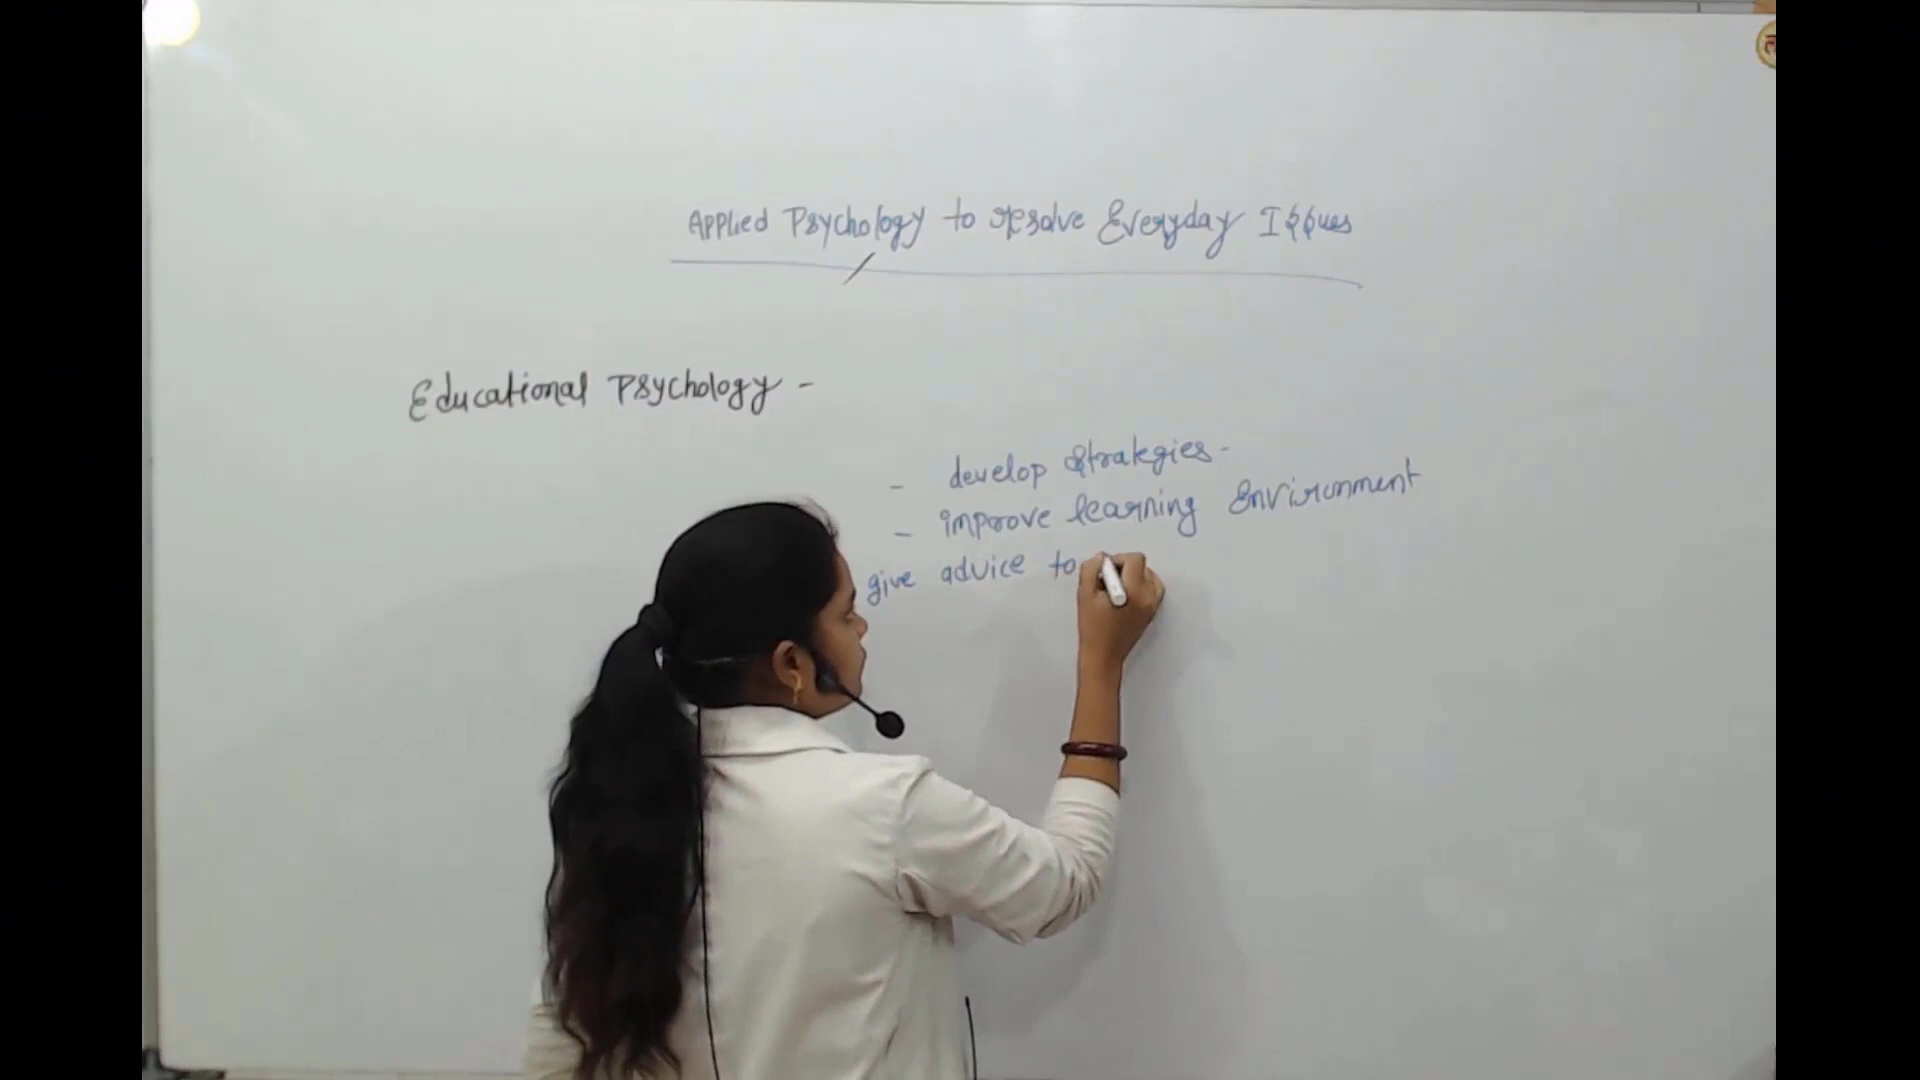 Applied Psychology to resolve Everyday Issues
Educational Psychology -
- develop strategies -
- improve learning Environment
give advice to